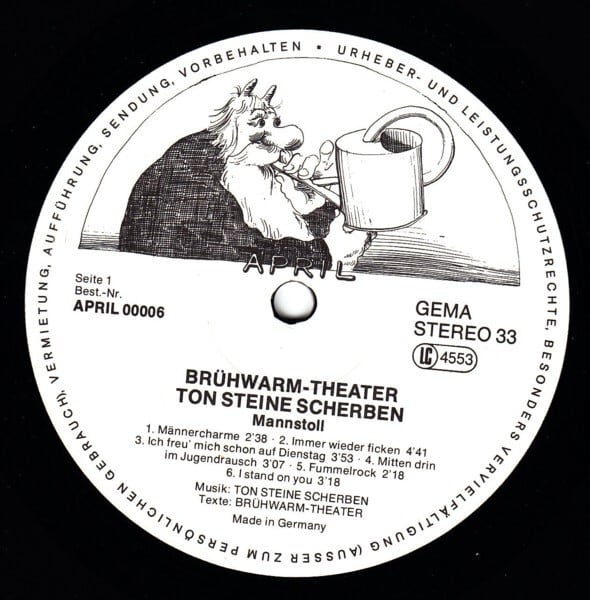 URHEBER- UND LEISTUNGSSCHUTZRECHTE, BESONDERS VERVIELFÄLTIGUNG (AUSSER ZUM PERSÖNLICHEN GEBRAUCH), VERMIETUNG, AUFFÜHRUNG, SENDUNG, VORBEHALTEN •
APRIL
Seite 1
Best.-Nr.
APRIL 00006
GEMA
STEREO 33
LC 4553
BRÜHWARM-THEATER
TON STEINE SCHERBEN
Mannstoll
1. Männercharme 2'38 · 2. Immer wieder ficken 4'41
3. Ich freu' mich schon auf Dienstag 3'53 · 4. Mitten drin
im Jugendrausch 3'07 · 5. Fummelrock 2'18
6. I stand on you 3'18
Musik: TON STEINE SCHERBEN
Texte: BRÜHWARM-THEATER
Made in Germany